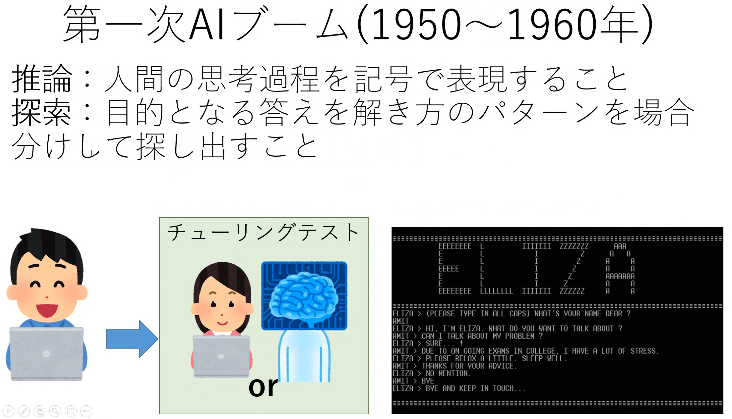 第一次AIブーム(1950～1960年)
推論：人間の思考過程を記号で表現すること
探索：目的となる答えを解き方のパターンを場合
分けして探し出すこと
チューリングテスト
or
ELIZA
ELIZA > (PLEASE TYPE IN ALL CAPS) WHAT'S YOUR NAME DEAR ?
AMIT
ELIZA > HI, I'M ELIZA. WHAT DO YOU WANT TO TALK ABOUT ?
AMIT > CAN I TALK ABOUT MY PROBLEM ?
ELIZA > SURE... !
AMIT > DUE TO ON GOING EXAMS IN COLLEGE, I HAVE A LOT OF STRESS.
ELIZA > PLEASE RELAX A LITTLE. SLEEP WELL.
AMIT > THANKS FOR YOUR ADVICE.
ELIZA > NO MENTION.
AMIT > BYE
ELIZA > BYE AND KEEP IN TOUCH...